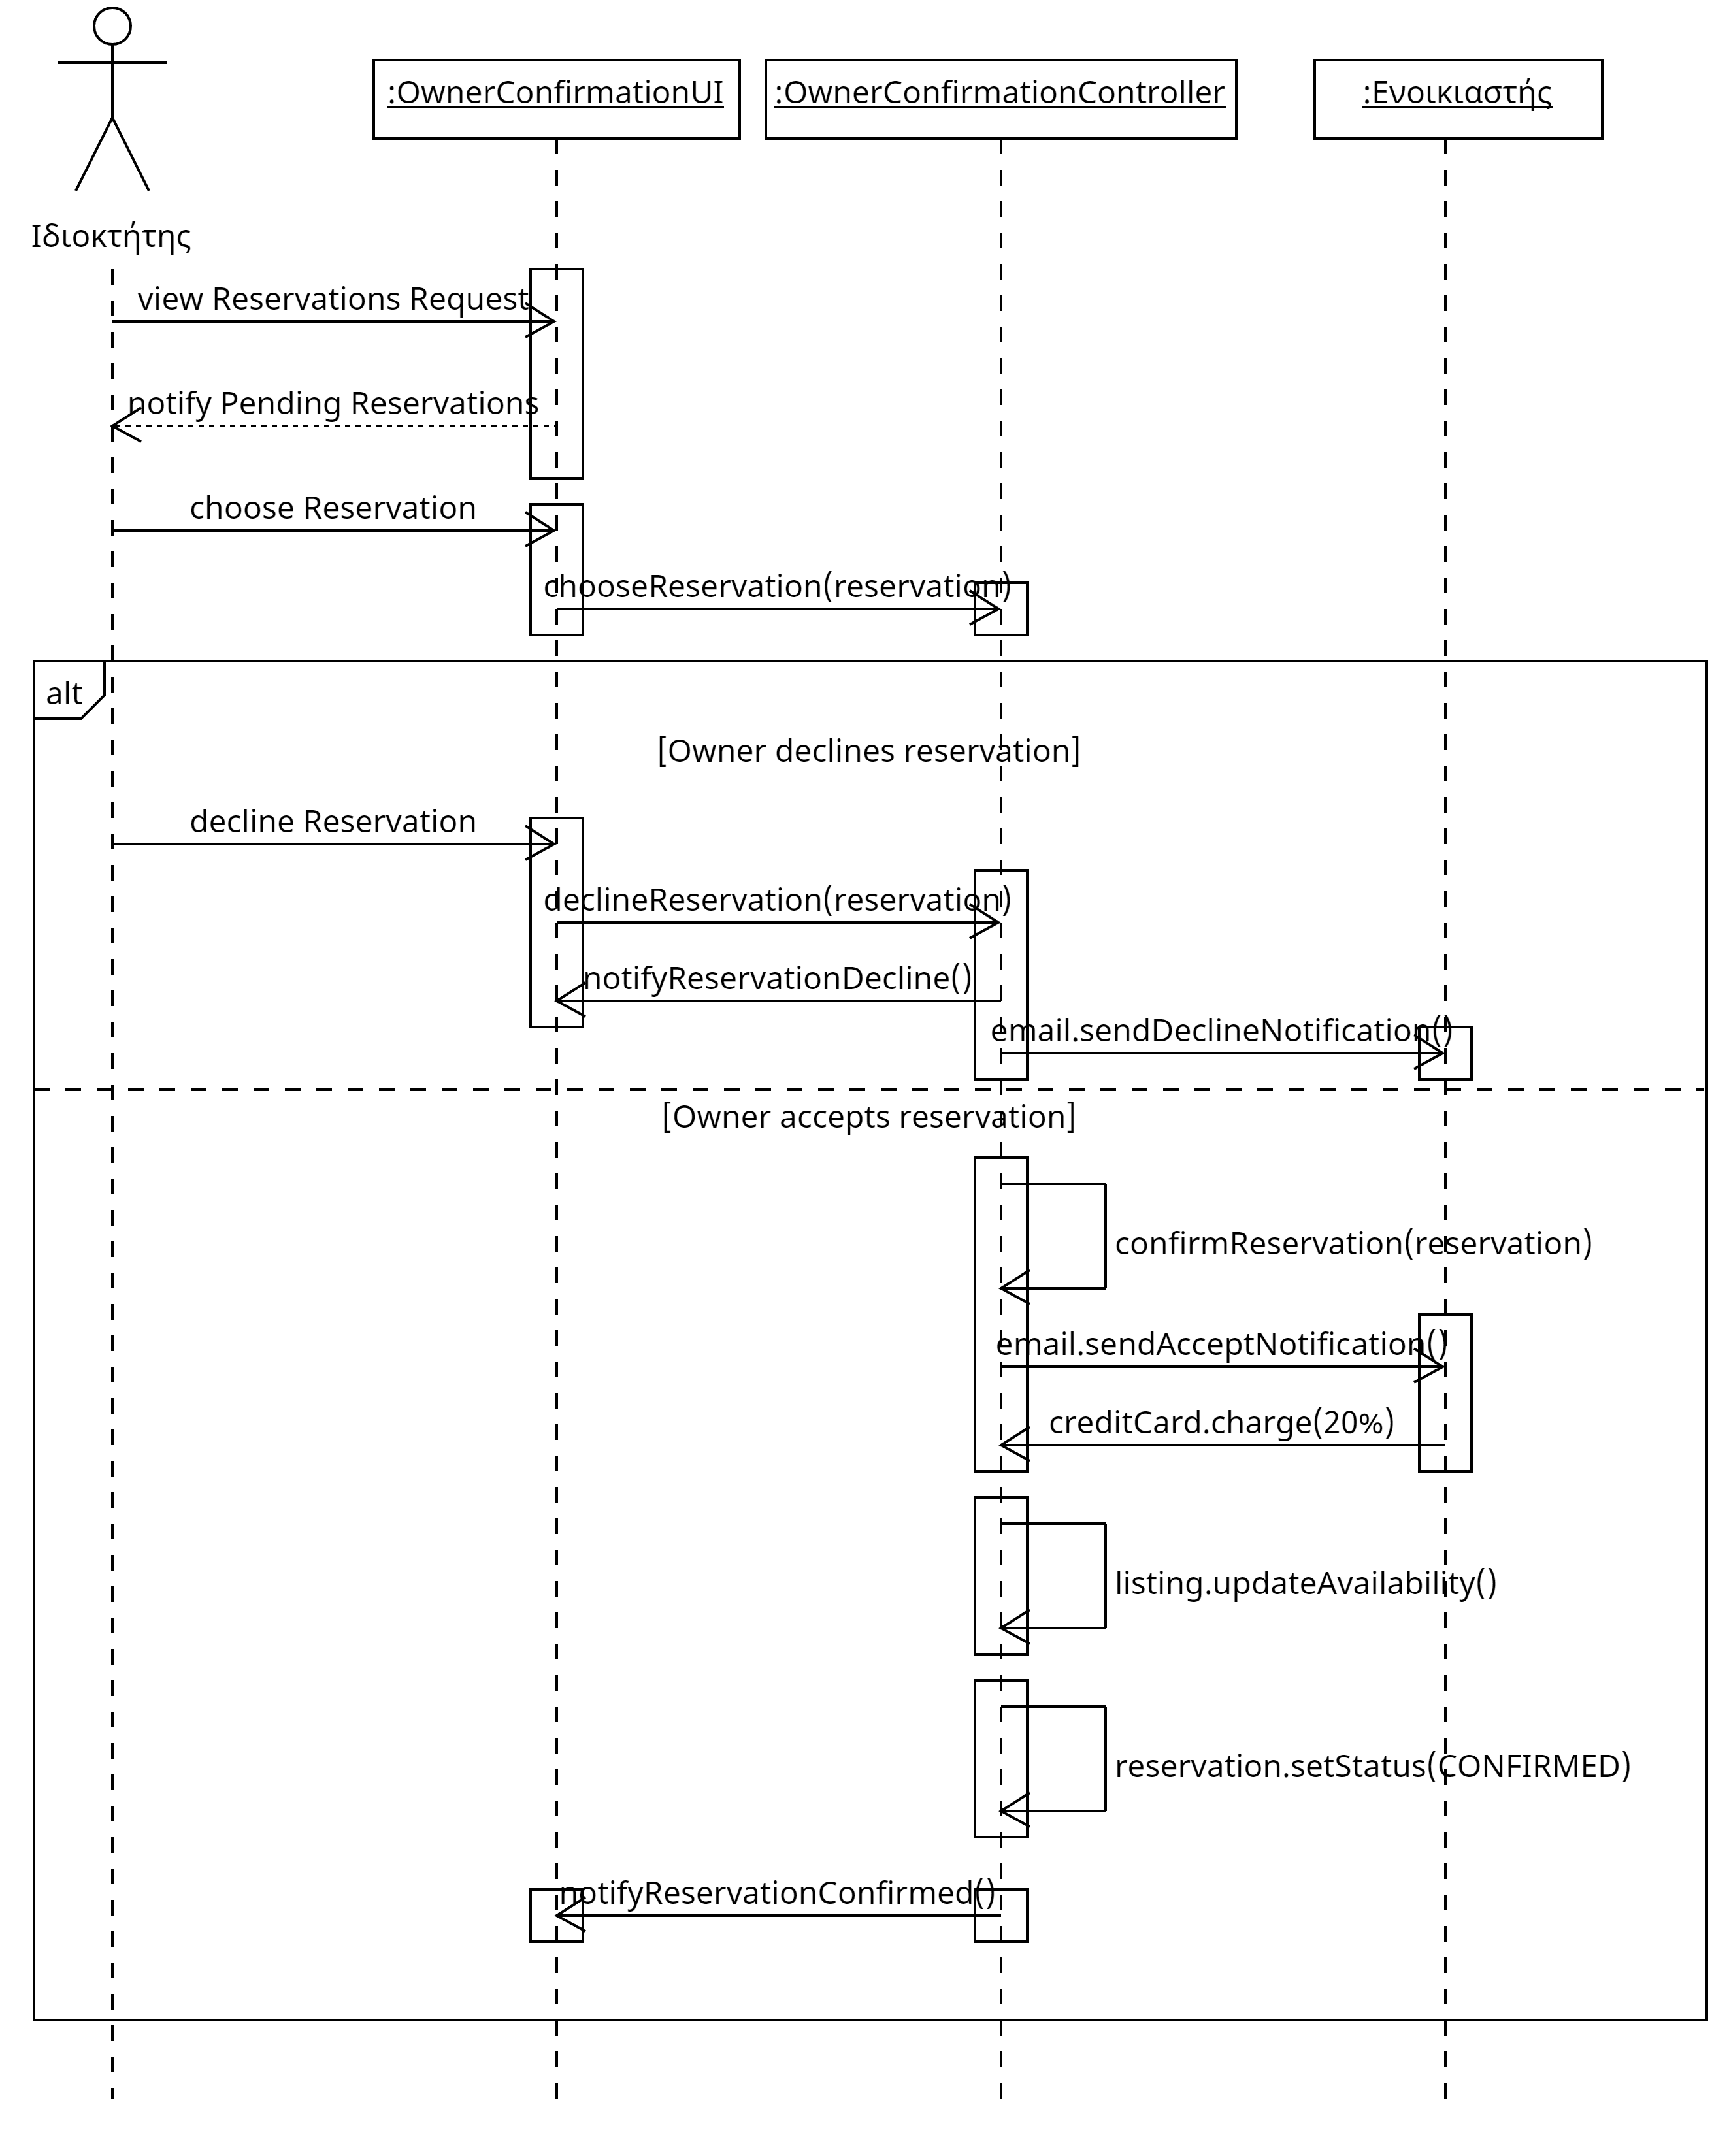 :OwnerConfirmationUI
:OwnerConfirmationController
:Ενοικιαστής
Ιδιοκτήτης
view Reservations Request
notify Pending Reservations
choose Reservation
chooseReservation(reservation)
alt
[Owner declines reservation]
decline Reservation
declineReservation(reservation)
notifyReservationDecline()
email.sendDeclineNotification()
[Owner accepts reservation]
confirmReservation(reservation)
email.sendAcceptNotification()
creditCard.charge(20%)
listing.updateAvailability()
reservation.setStatus(CONFIRMED)
notifyReservationConfirmed()